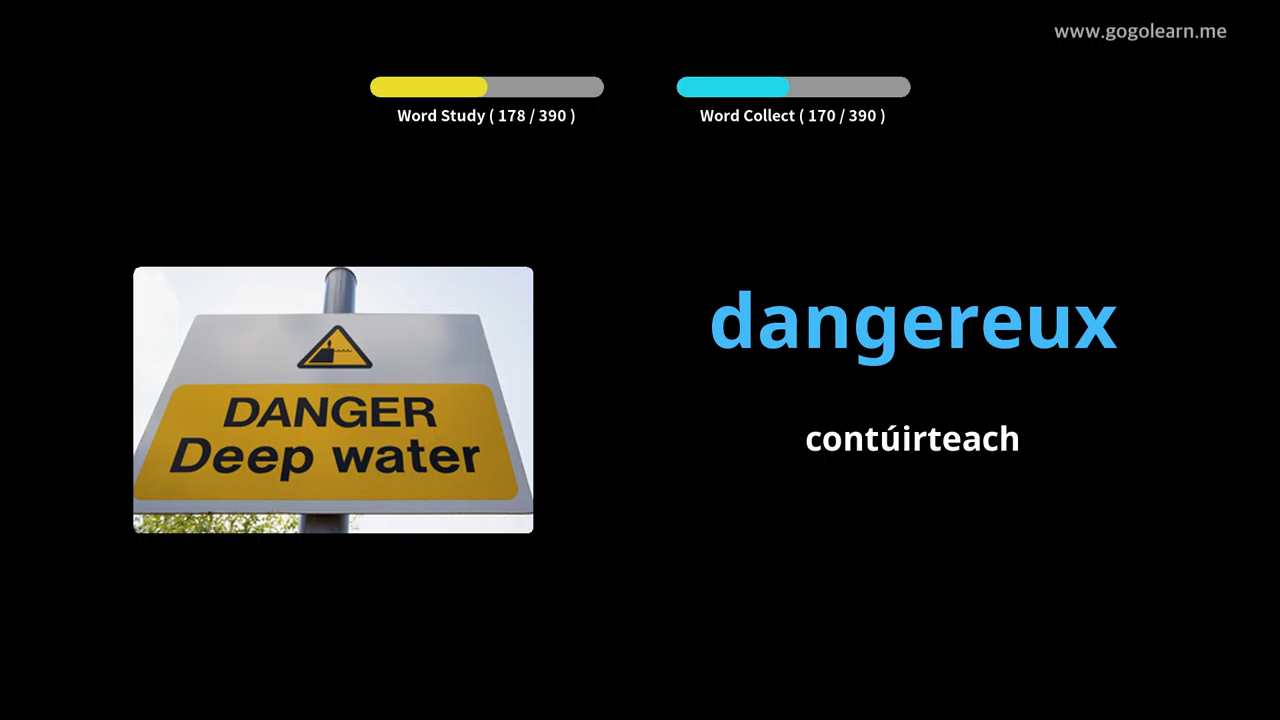 www.gogolearn.me
Word Study ( 178 / 390 )
Word Collect ( 170 / 390 )
DANGER
Deep water
dangereux
contúirteach